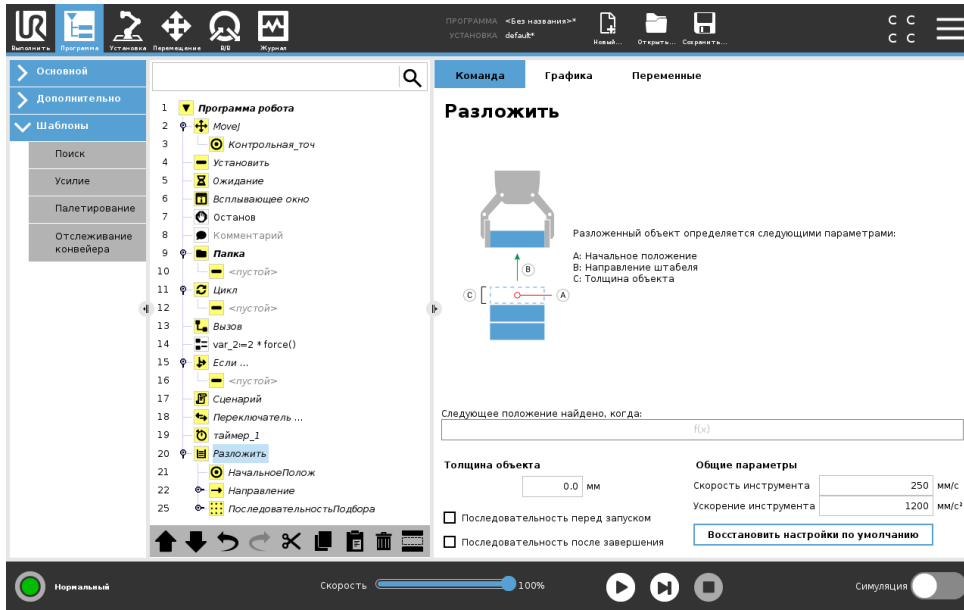 ПРОГРАММА <Без названия>*
УСТАНОВКА default*
Выполнить Программа Установка Перемещение В/В Журнал
Новый... Открыть... Сохранить...
C C
C C
Основной
Дополнительно
Шаблоны
Поиск
Усилие
Палетирование
Отслеживание
конвейера
1 Программа робота
2 MoveJ
3 Контрольная_точ
4 Установить
5 Ожидание
6 Всплывающее окно
7 Останов
8 Комментарий
9 Папка
10 <пустой>
11 Цикл
12 <пустой>
13 Вызов
14 var_2≔2 * force()
15 Если ...
16 <пустой>
17 Сценарий
18 Переключатель ...
19 таймер_1
20 Разложить
21 НачальноеПолож
22 Направление
25 ПоследовательностьПодбора
Команда Графика Переменные
Разложить
Разложенный объект определяется следующими параметрами:
A: Начальное положение
B: Направление штабеля
C: Толщина объекта
B
C
A
Следующее положение найдено, когда:
f(x)
Толщина объекта
0.0 мм
Последовательность перед запуском
Последовательность после завершения
Общие параметры
Скорость инструмента 250 мм/с
Ускорение инструмента 1200 мм/с²
Восстановить настройки по умолчанию
Нормальный
Скорость 100%
Симуляция